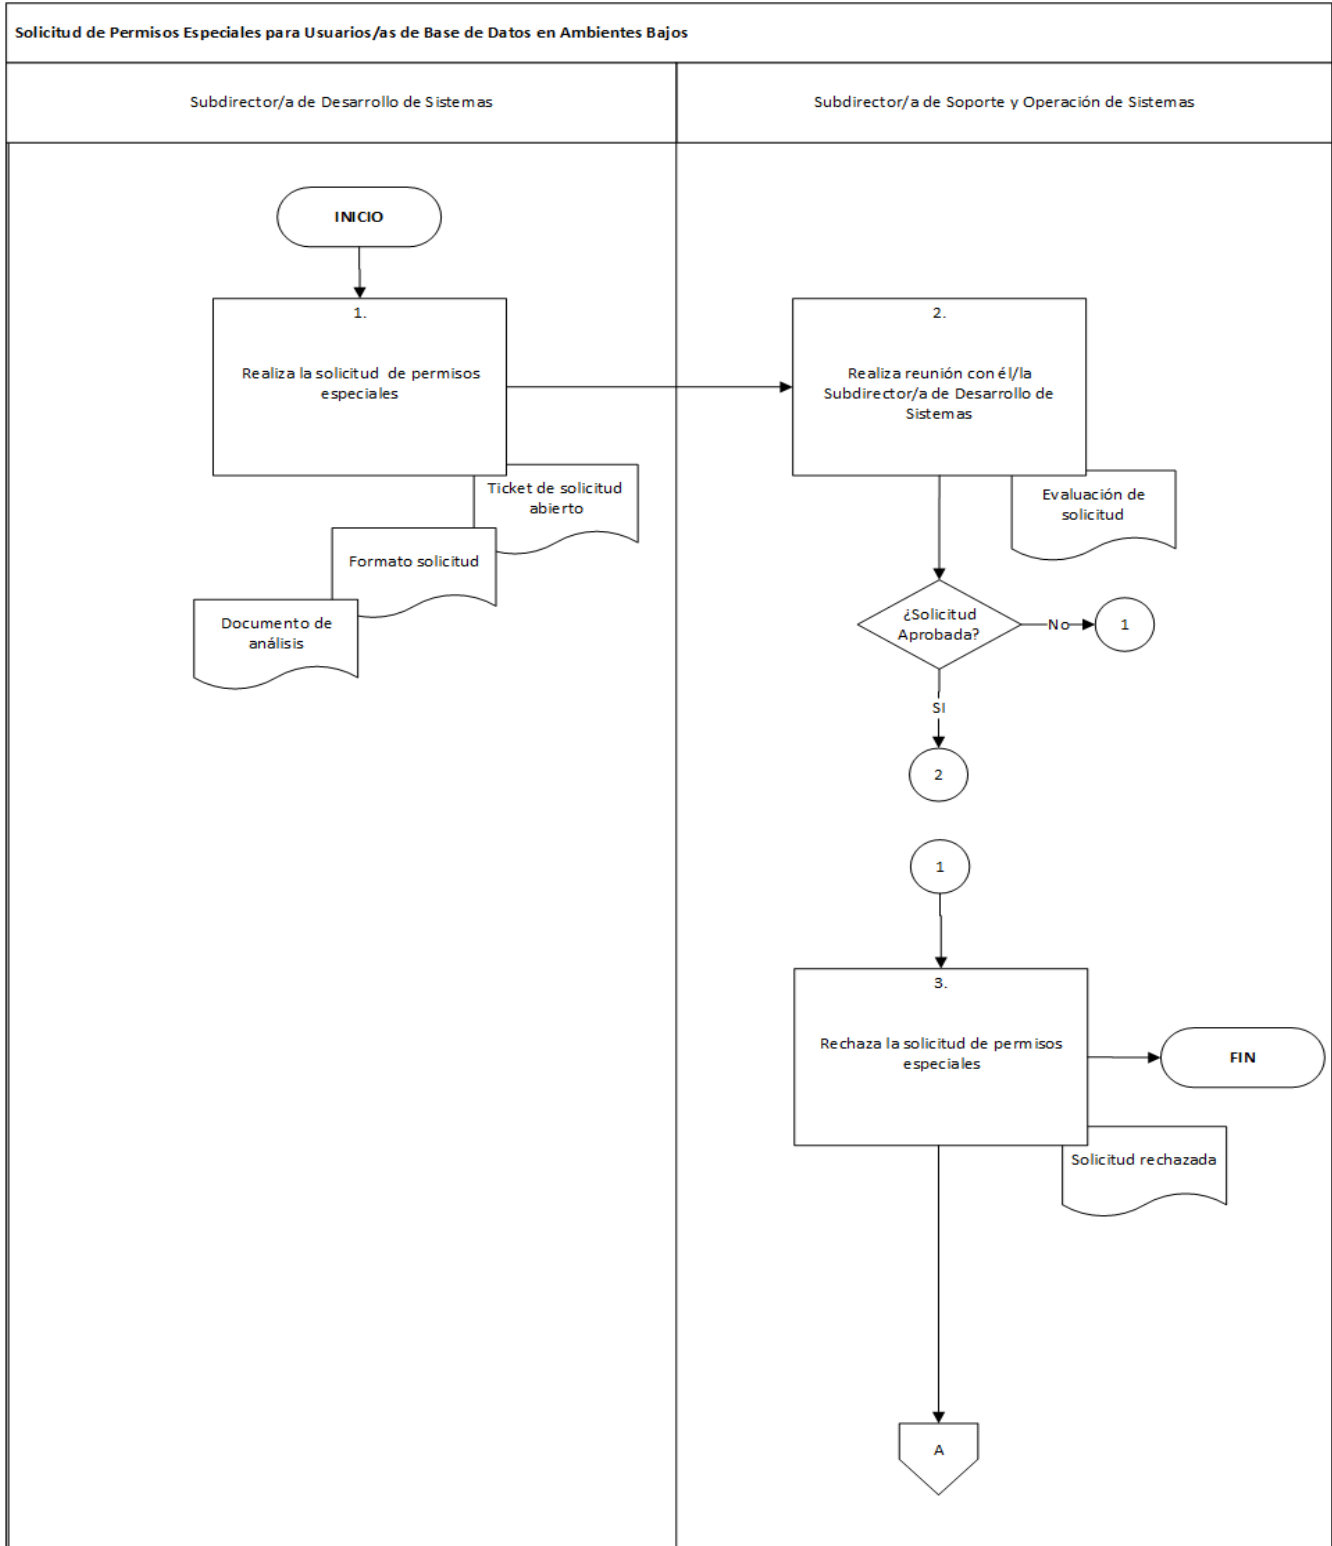 Solicitud de Permisos Especiales para Usuarios/as de Base de Datos en Ambientes Bajos
Subdirector/a de Desarrollo de Sistemas
Subdirector/a de Soporte y Operación de Sistemas
INICIO
1.
Realiza la solicitud de permisos
especiales
Ticket de solicitud
abierto
Formato solicitud
Documento de
análisis
2.
Realiza reunión con él/la
Subdirector/a de Desarrollo de
Sistemas
Evaluación de
solicitud
¿Solicitud
Aprobada?
No
1
SI
2
1
3.
Rechaza la solicitud de permisos
especiales
FIN
Solicitud rechazada
A